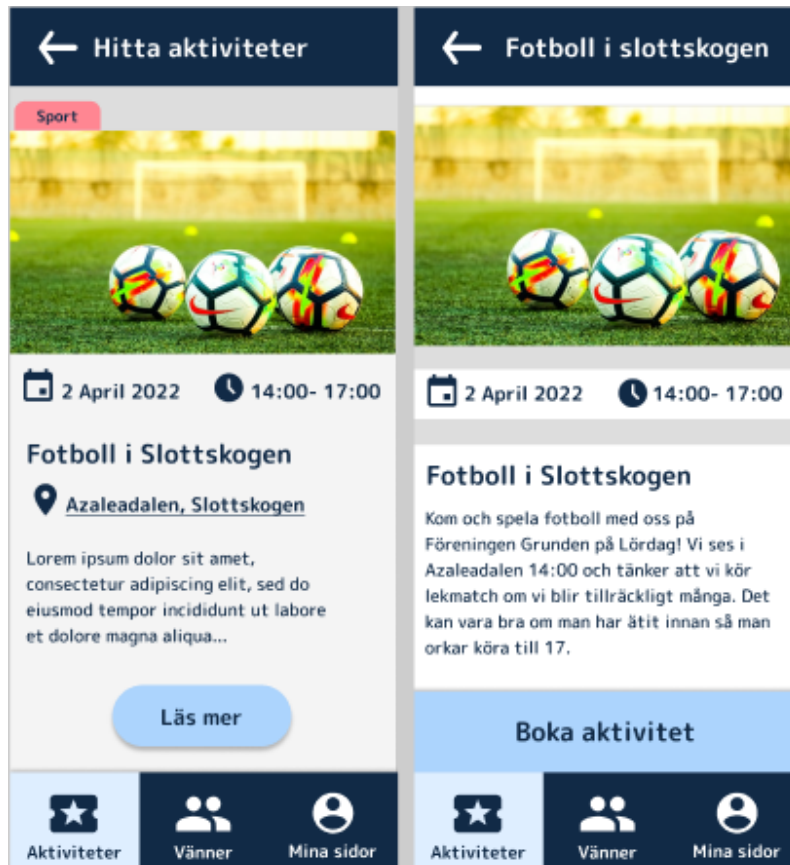 Hitta aktiviteter
Sport
2 April 2022
14:00- 17:00
Fotboll i Slottskogen
Azaleadalen, Slottskogen
Lorem ipsum dolor sit amet,
consectetur adipiscing elit, sed do
eiusmod tempor incididunt ut labore
et dolore magna aliqua...
Läs mer
Aktiviteter
Vänner
Mina sidor
Fotboll i slottskogen
2 April 2022
14:00- 17:00
Fotboll i Slottskogen
Kom och spela fotboll med oss på
Föreningen Grunden på Lördag! Vi ses i
Azaleadalen 14:00 och tänker att vi kör
lekmatch om vi blir tillräckligt många. Det
kan vara bra om man har ätit innan så man
orkar köra till 17.
Boka aktivitet
Aktiviteter
Vänner
Mina sidor